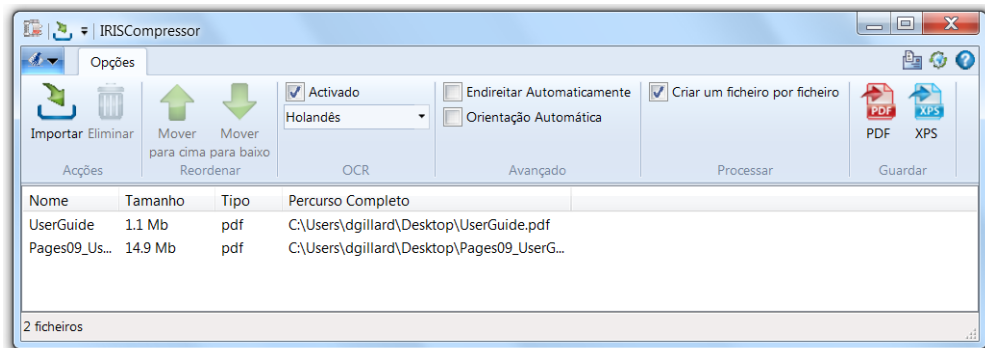 IRISCompressor
Opções
Activado
Endireitar Automaticamente
Criar um ficheiro por ficheiro
Holandês
Orientação Automática
PDF
XPS
Importar Eliminar
Mover para cima
Mover para baixo
PDF
XPS
Acções
Reordenar
OCR
Avançado
Processar
Guardar
Nome Tamanho Tipo Percurso Completo
UserGuide 1.1 Mb pdf C:\Users\dgillard\Desktop\UserGuide.pdf
Pages09_Us... 14.9 Mb pdf C:\Users\dgillard\Desktop\Pages09_UserG...
2 ficheiros